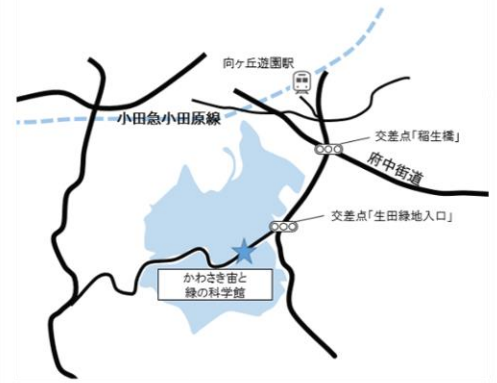 向ヶ丘遊園駅
小田急小田原線
交差点「稲生橋」
府中街道
交差点「生田緑地入口」
かわさき宙と
緑の科学館